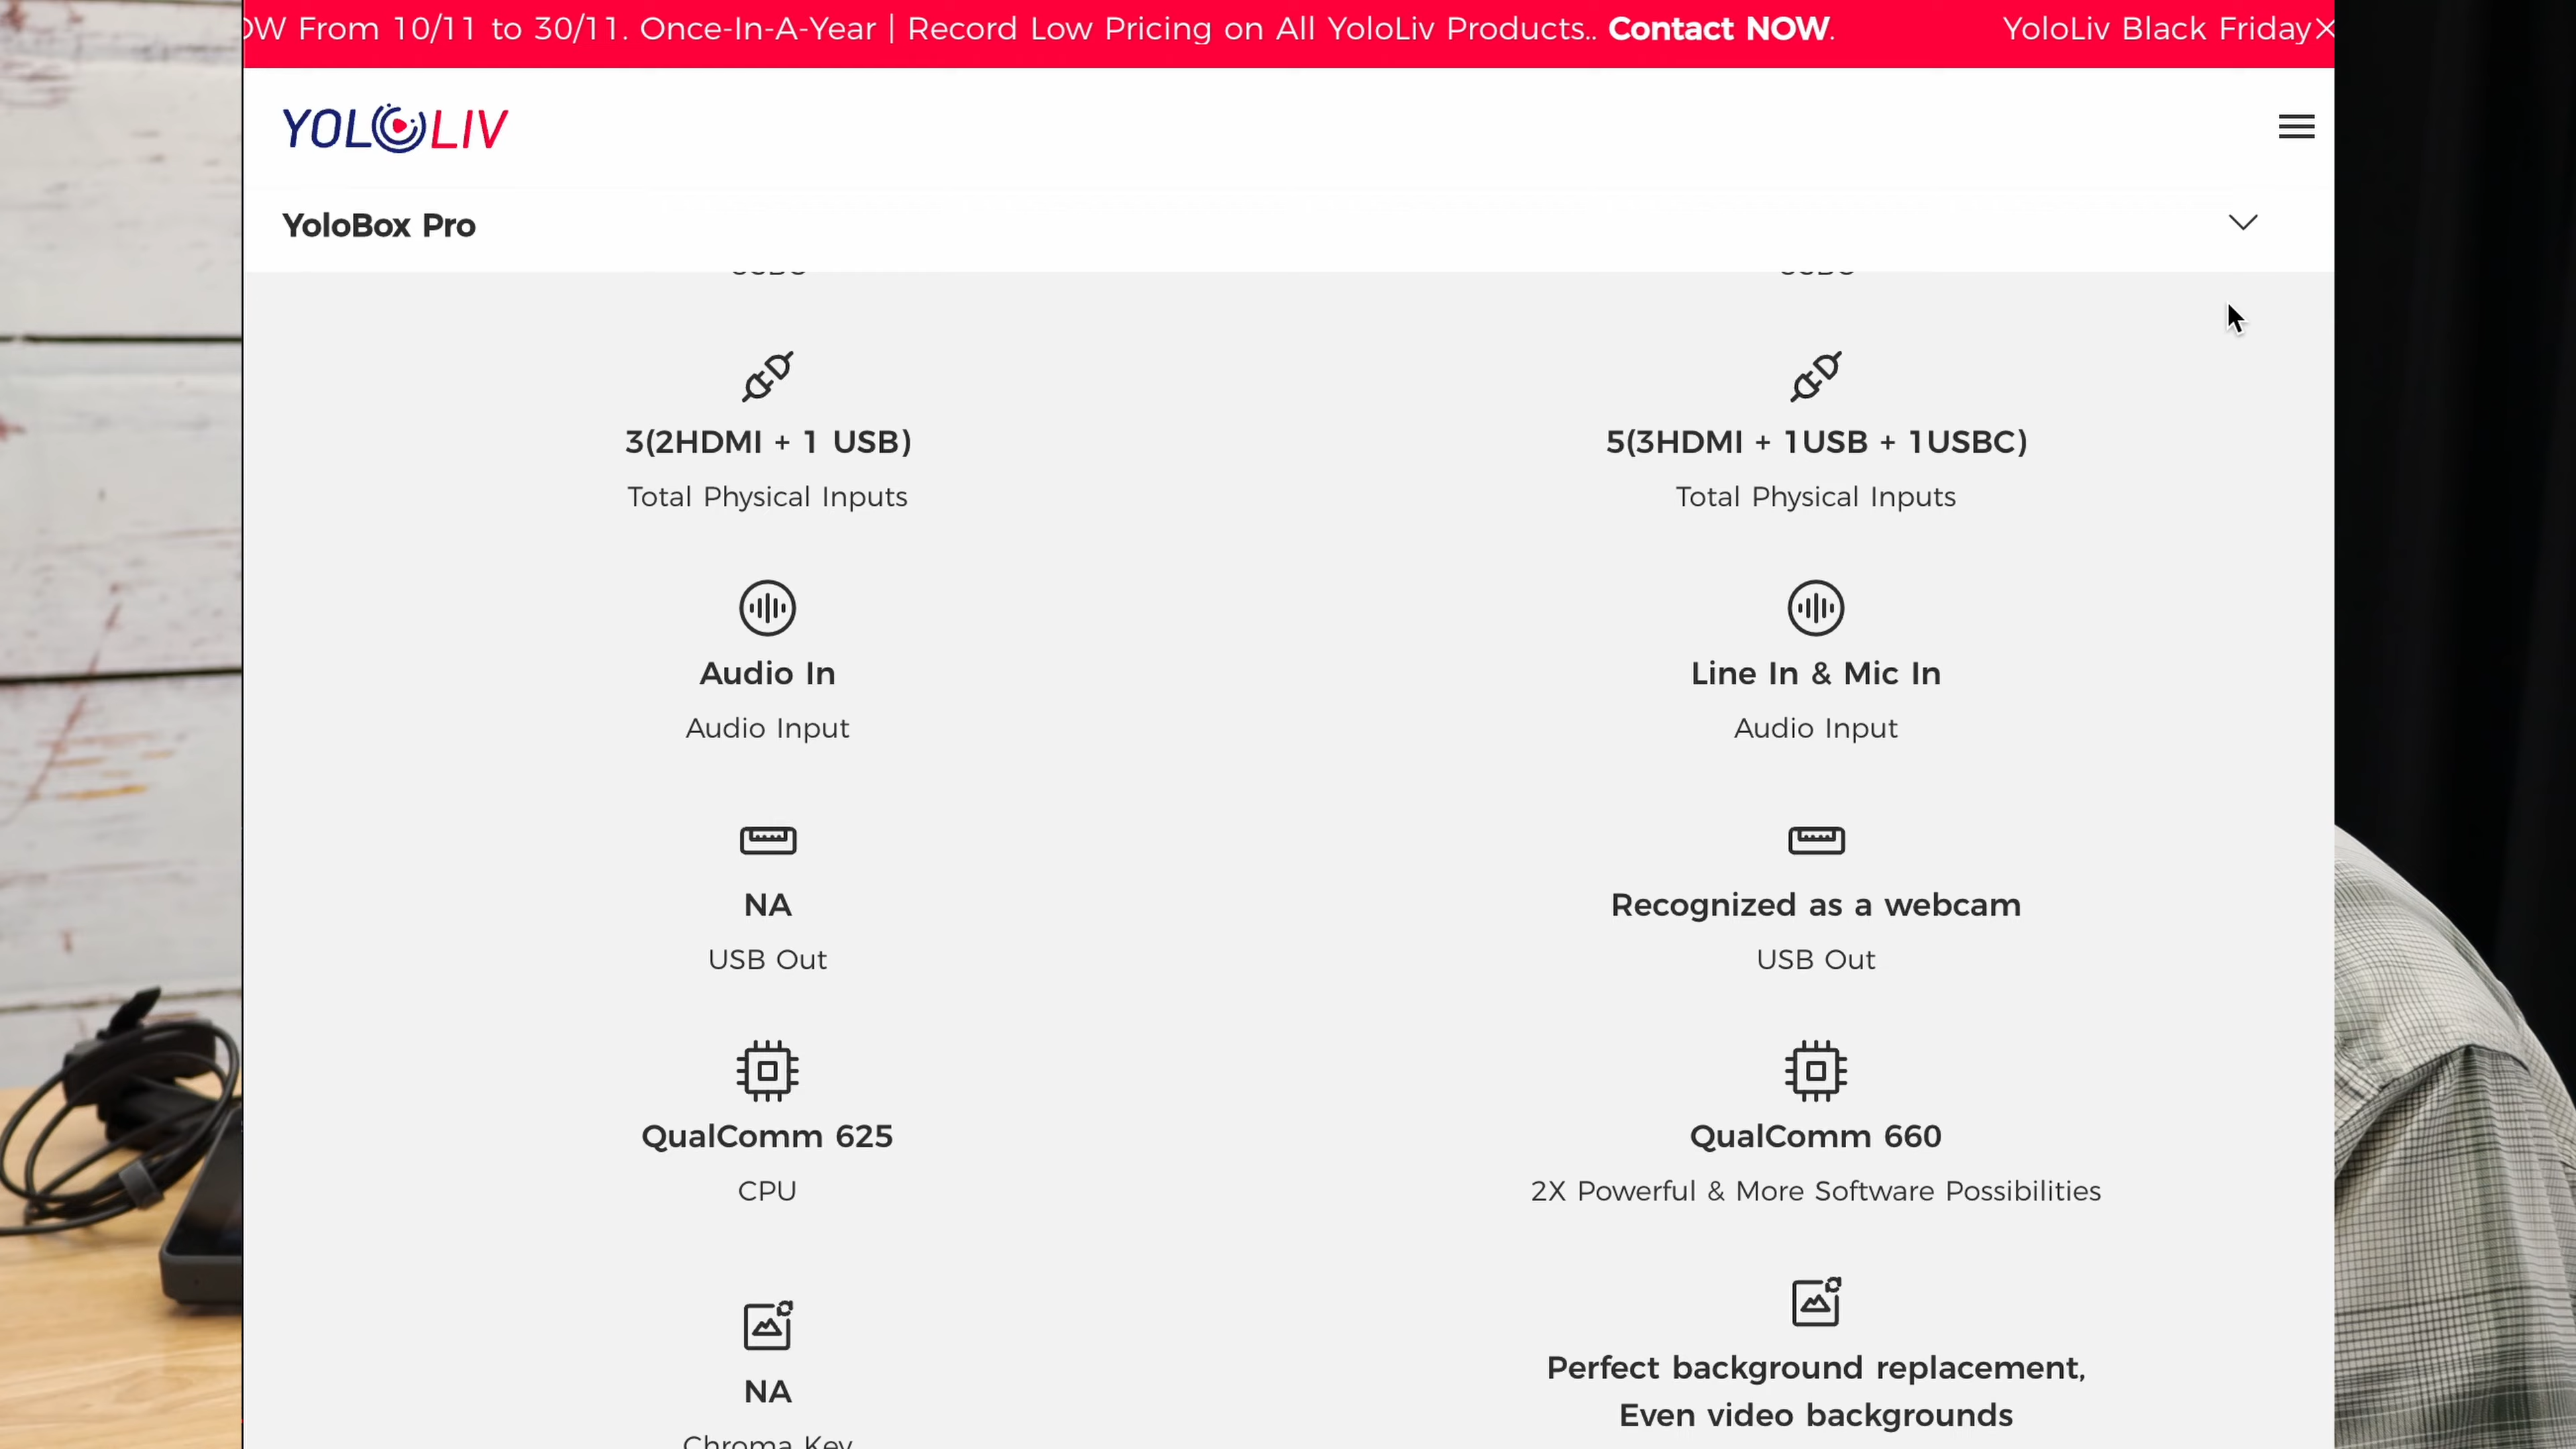 From 10/11 to 30/11. Once-In-A-Year | Record Low Pricing on All YoloLiv Products.. Contact NOW. YoloLiv Black Friday
YOLOLIV
YoloBox Pro
3(2HDMI + 1 USB)
5(3HDMI + 1USB + 1USBC)
Total Physical Inputs
Total Physical Inputs
Audio In
Line In & Mic In
Audio Input
Audio Input
NA
Recognized as a webcam
USB Out
USB Out
QualComm 625
QualComm 660
CPU
2X Powerful & More Software Possibilities
Perfect background replacement,
NA
Even video backgrounds
Chroma Key